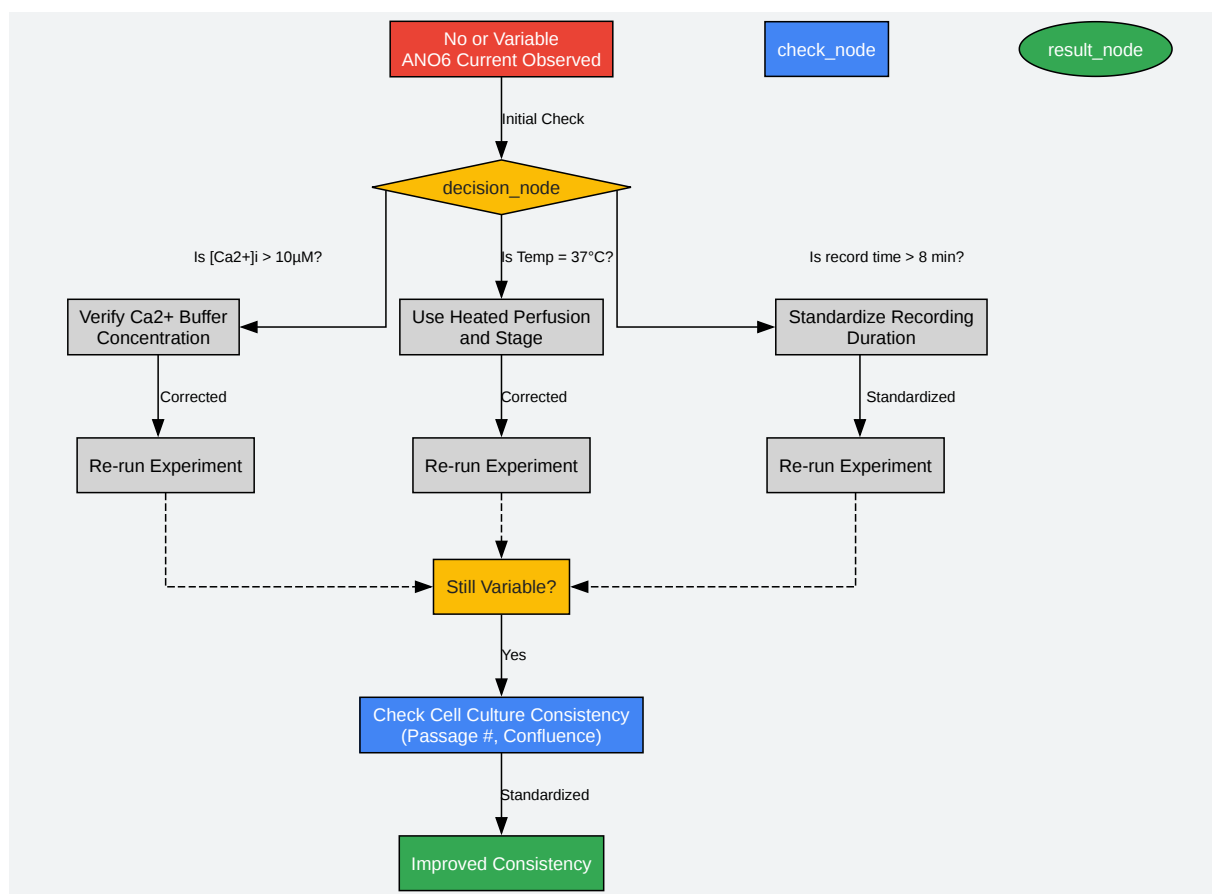 No or Variable
ANO6 Current Observed
check_node
result_node
Initial Check
decision_node
Is [Ca2+]i > 10µM?
Is Temp = 37°C?
Is record time > 8 min?
Verify Ca2+ Buffer
Concentration
Use Heated Perfusion
and Stage
Standardize Recording
Duration
Corrected
Corrected
Standardized
Re-run Experiment
Re-run Experiment
Re-run Experiment
Still Variable?
Yes
Check Cell Culture Consistency
(Passage #, Confluence)
Standardized
Improved Consistency